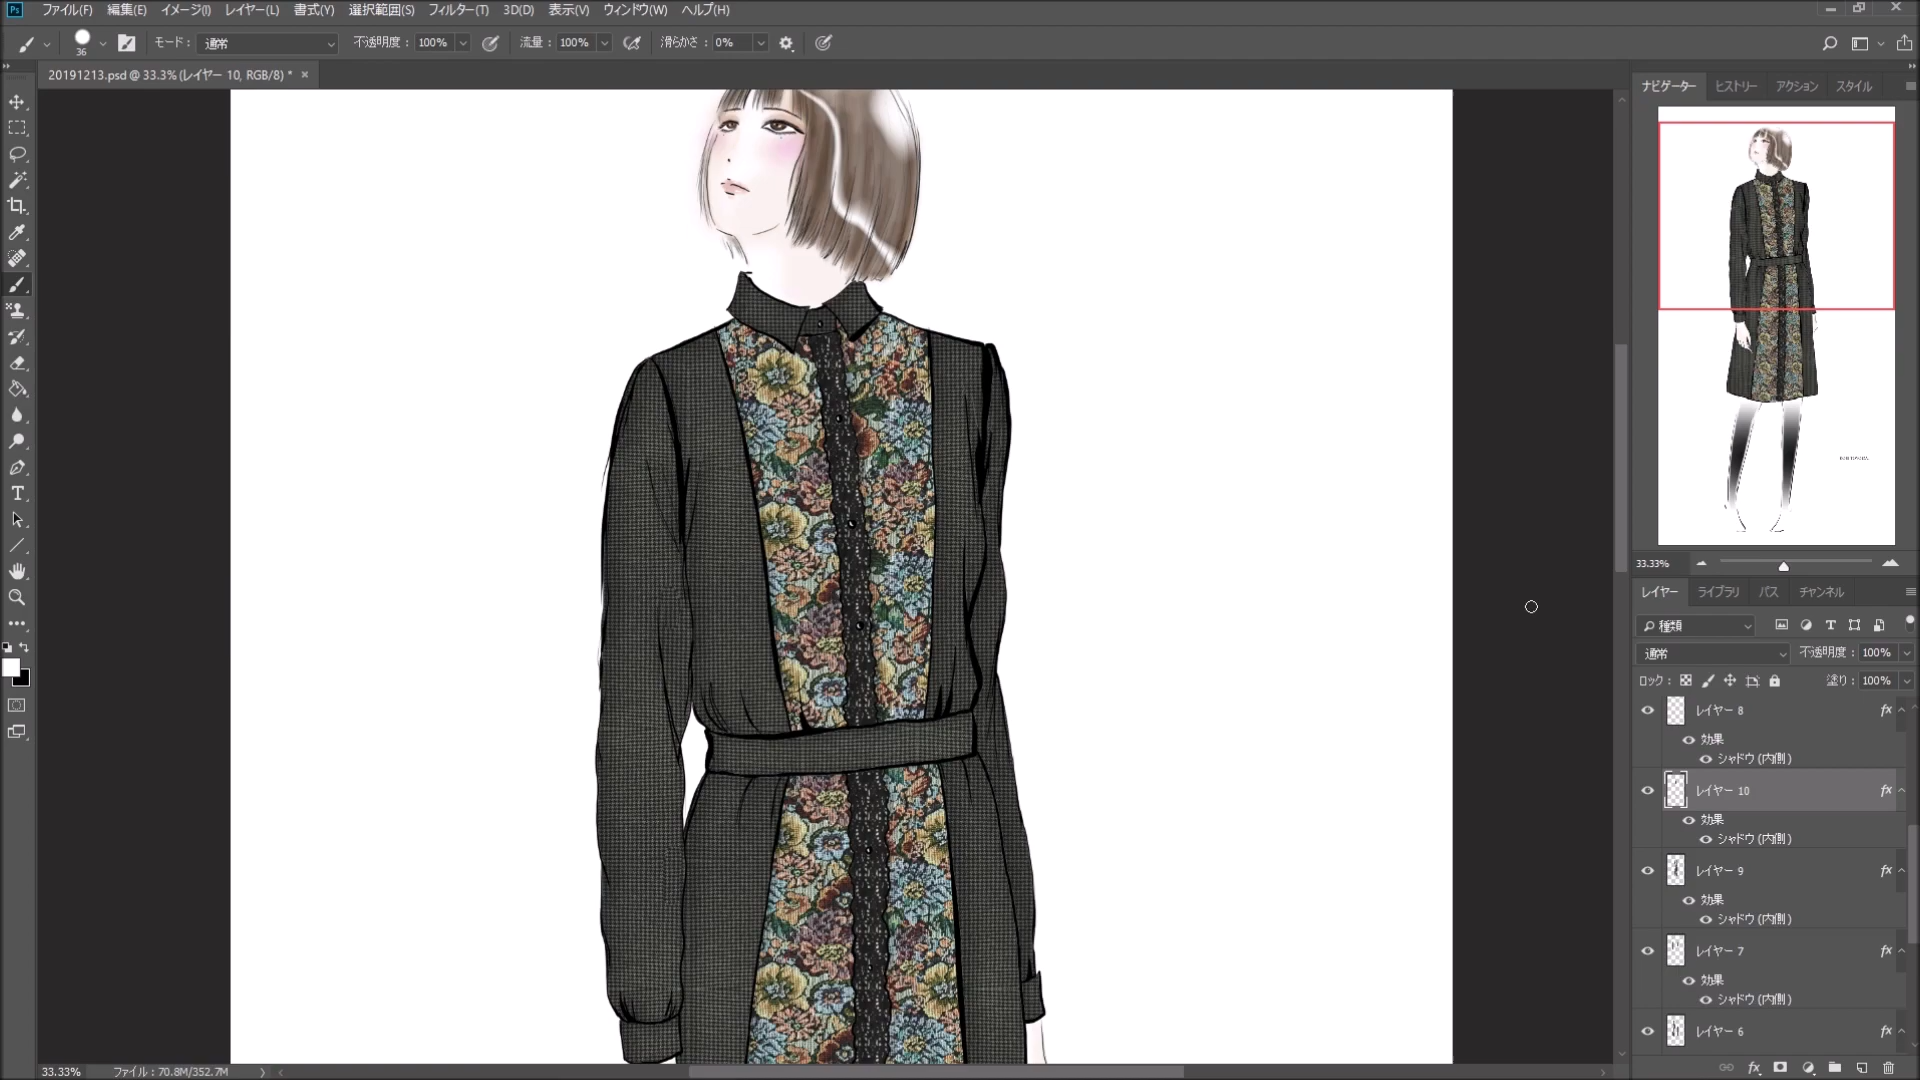 Ps ファイル(F) 編集(E) イメージ(I) レイヤー(L) 書式(Y) 選択範囲(S) フィルター(T) 3D(D) 表示(V) ウィンドウ(W) ヘルプ(H)
36 モード : 通常 不透明度 : 100% 流量 : 100% 滑らかさ : 0%
20191213.psd @ 33.3% (レイヤー 10, RGB/8) *
ナビゲーター ヒストリー アクション スタイル
33.33%
レイヤー ライブラリ パス チャンネル
種類
通常 不透明度 : 100%
ロック : 塗り : 100%
レイヤー 8 fx
効果
シャドウ (内側)
レイヤー 10 fx
効果
シャドウ (内側)
レイヤー 9 fx
効果
シャドウ (内側)
レイヤー 7 fx
効果
シャドウ (内側)
レイヤー 6 fx
33.33% ファイル : 70.8M/352.7M
fx